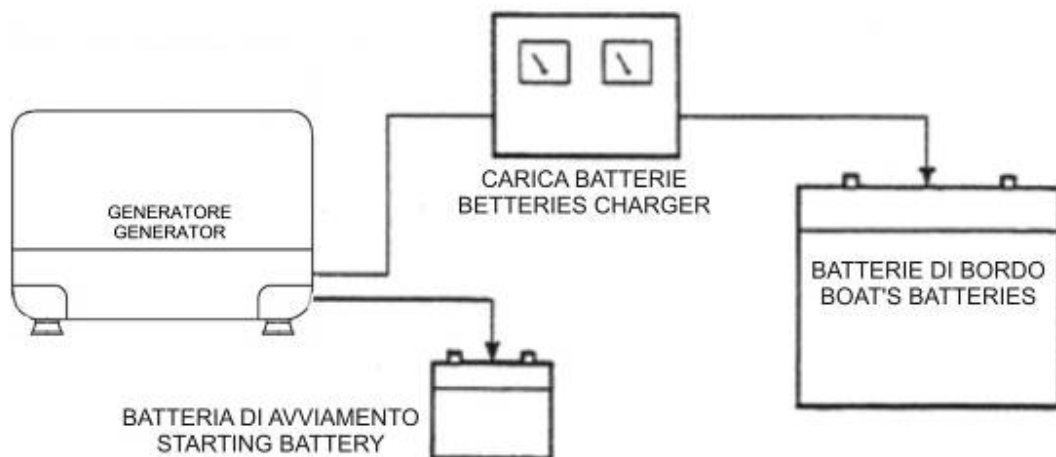 GENERATORE
GENERATOR
CARICA BATTERIE
BETTERIES CHARGER
BATTERIE DI BORDO
BOAT'S BATTERIES
BATTERIA DI AVVIAMENTO
STARTING BATTERY